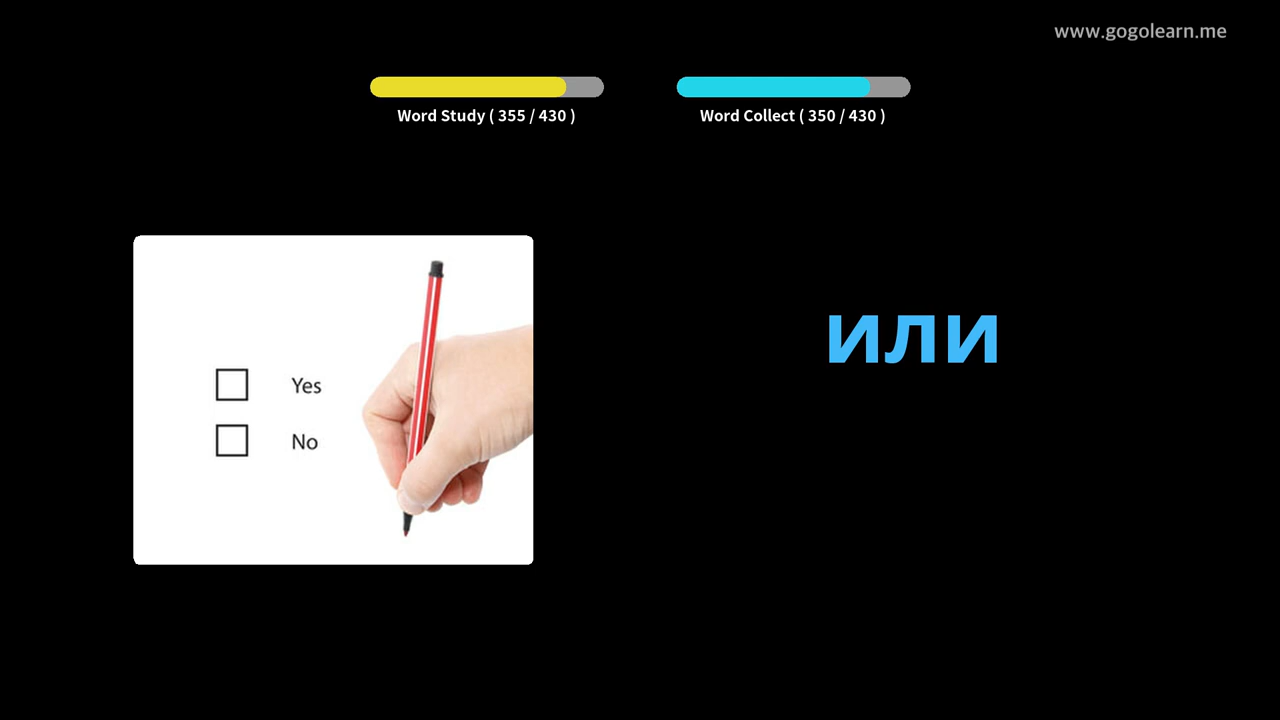 www.gogolearn.me
Word Study ( 355 / 430 )
Word Collect ( 350 / 430 )
или
Yes
No